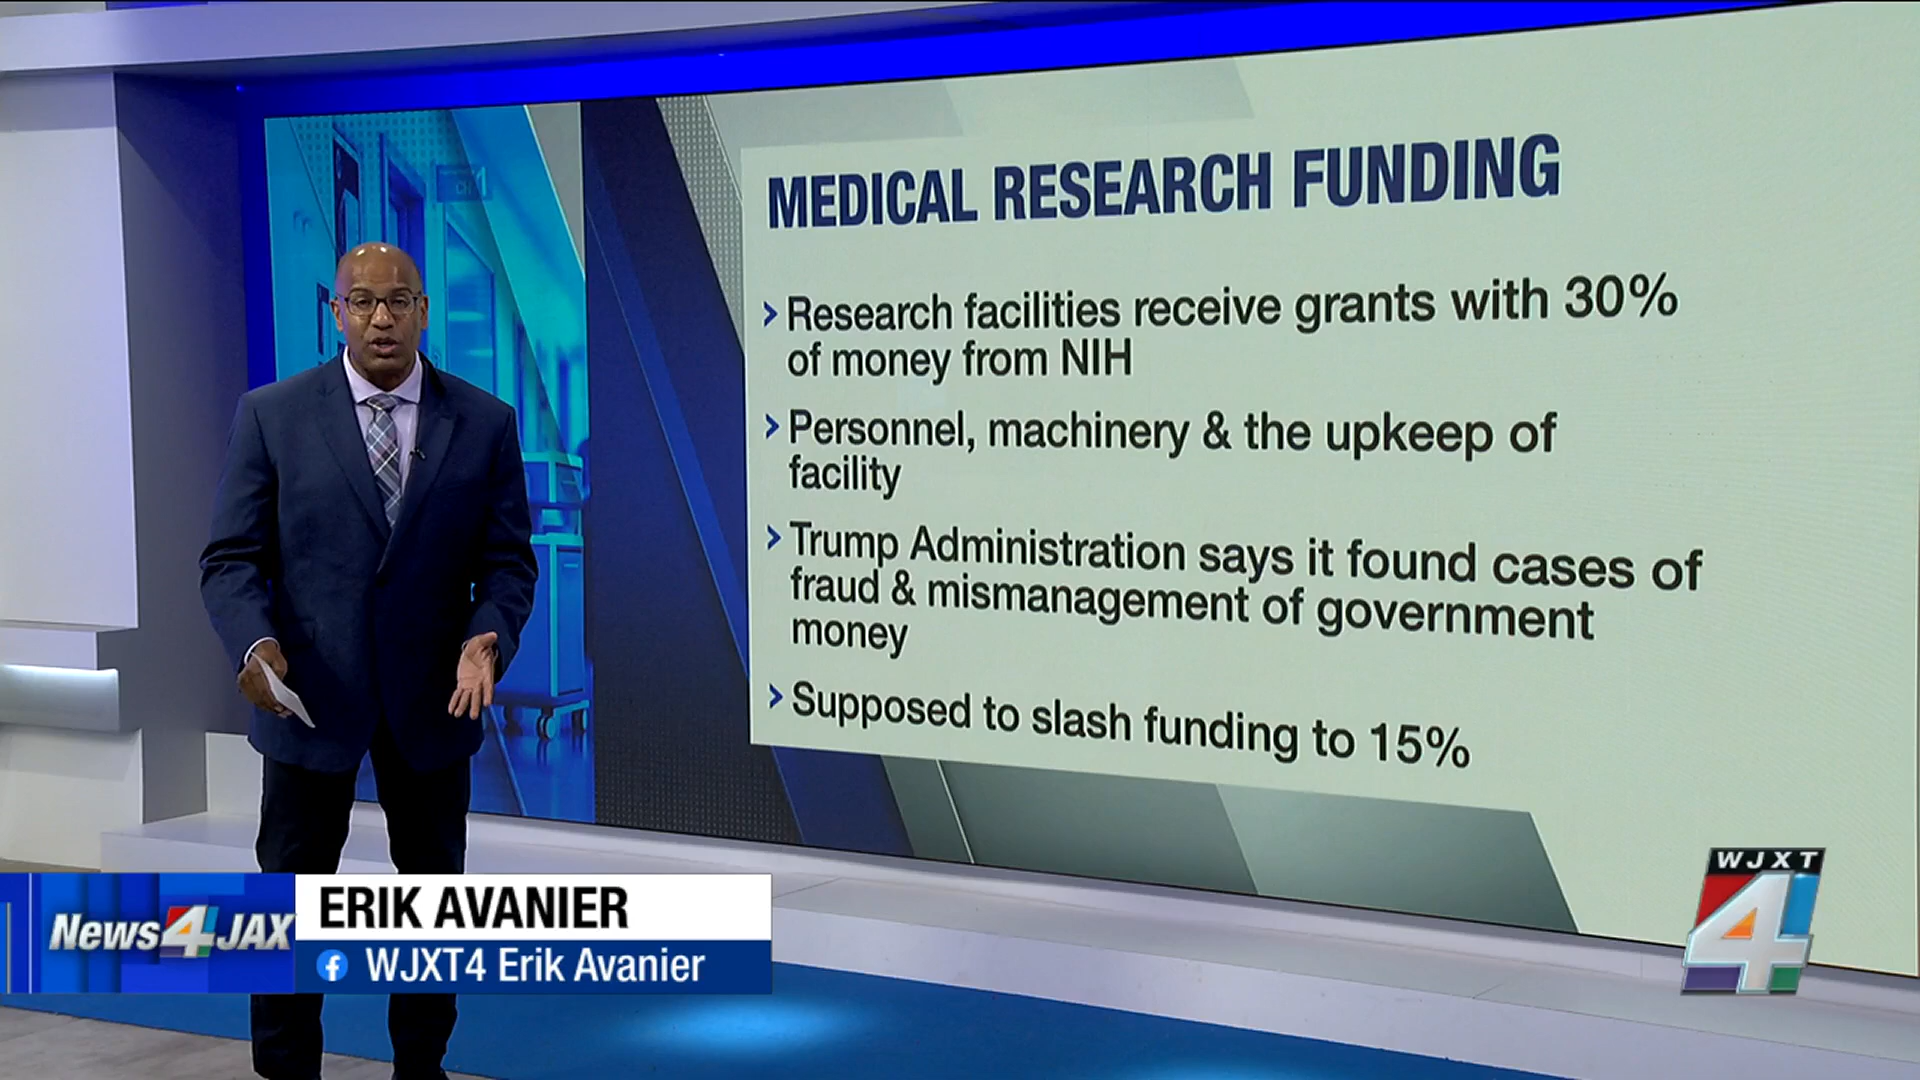 CH 4
MEDICAL RESEARCH FUNDING
Research facilities receive grants with 30%
of money from NIH
Personnel, machinery & the upkeep of
facility
Trump Administration says it found cases of
fraud & mismanagement of government
money
Supposed to slash funding to 15%
WJXT
4
News4JAX
ERIK AVANIER
WJXT4 Erik Avanier